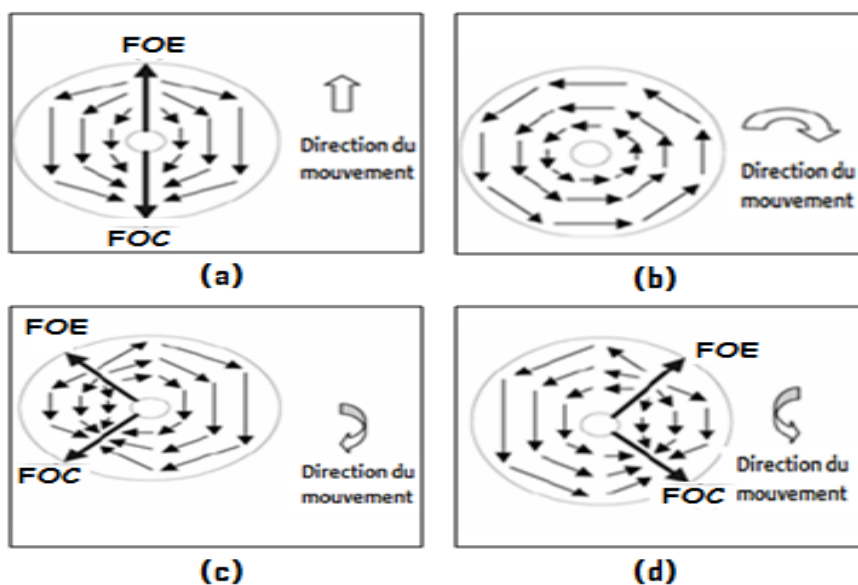 FOE
Direction du
mouvement
FOC
(a)
Direction du
mouvement
(b)
FOE
FOC
Direction du
mouvement
(c)
FOE
Direction du
FOC
mouvement
(d)